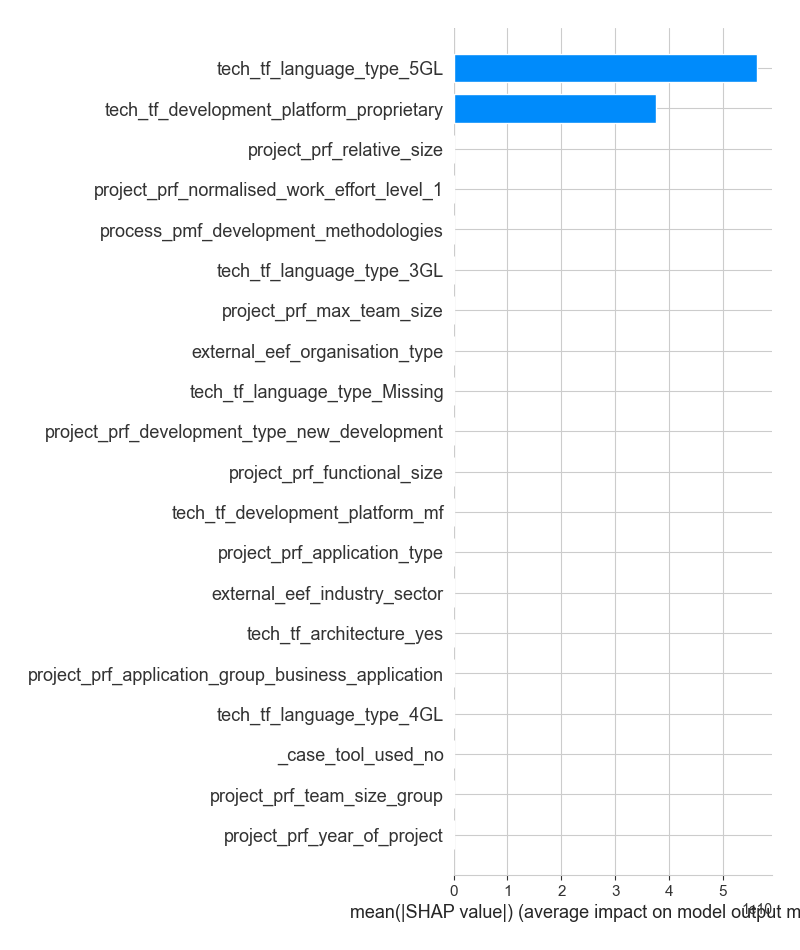 tech_tf_language_type_5GL
tech_tf_development_platform_proprietary
project_prf_relative_size
project_prf_normalised_work_effort_level_1
process_pmf_development_methodologies
tech_tf_language_type_3GL
project_prf_max_team_size
external_eef_organisation_type
tech_tf_language_type_Missing
project_prf_development_type_new_development
project_prf_functional_size
tech_tf_development_platform_mf
project_prf_application_type
external_eef_industry_sector
tech_tf_architecture_yes
project_prf_application_group_business_application
tech_tf_language_type_4GL
_case_tool_used_no
project_prf_team_size_group
project_prf_year_of_project
0 1 2 3 4 5
1e10
mean(|SHAP value|) (average impact on model output m